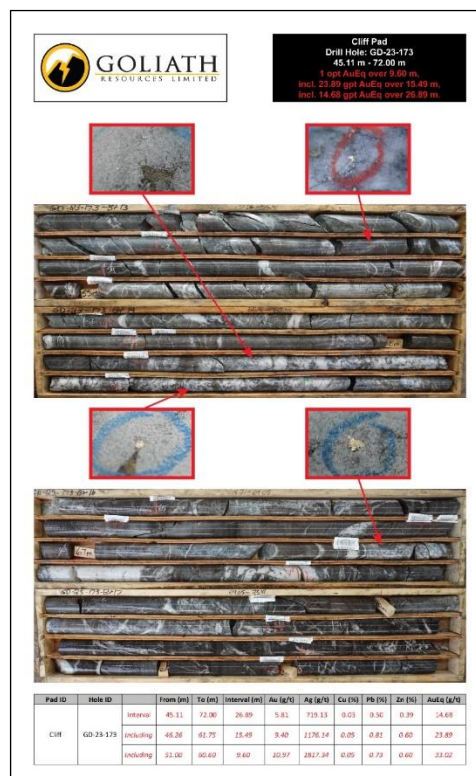 GOLIATH
RESOURCES LIMITED
Cliff Pad
Drill Hole: GD-23-173
45.11 m - 72.00 m
1 opt AuEq over 9.60 m,
incl. 23.89 gpt AuEq over 15.49 m,
incl. 14.68 gpt AuEq over 26.89 m.
67m
Pad ID Hole ID From (m) To (m) Interval (m) Au (g/t) Ag (g/t) Cu (%) Pb (%) Zn (%) AuEq (g/t)
Cliff GD-23-173 Interval 45.11 72.00 26.89 5.81 719.13 0.03 0.50 0.39 14.68
Including 46.26 61.75 15.49 9.40 1176.14 0.05 0.81 0.60 23.89
Including 51.00 60.60 9.60 10.97 1817.34 0.05 0.73 0.60 33.02